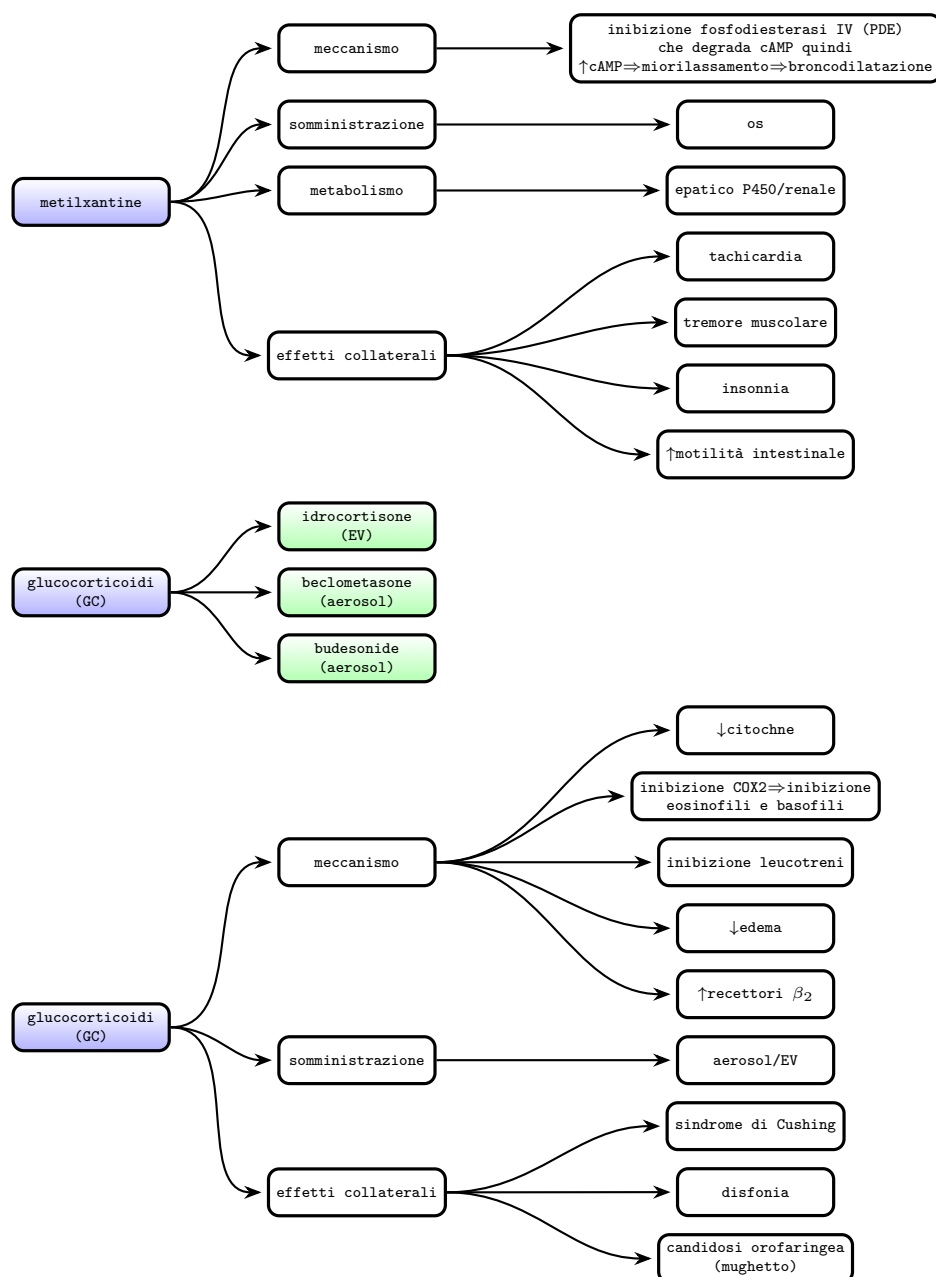 metilxantine
meccanismo
inibizione fosfodiesterasi IV (PDE)
che degrada cAMP quindi
↑cAMP⇒miorilassamento⇒broncodilatazione
somministrazione
os
metabolismo
epatico P450/renale
effetti collaterali
tachicardia
tremore muscolare
insonnia
↑motilità intestinale
glucocorticoidi
(GC)
idrocortisone
(EV)
beclometasone
(aerosol)
budesonide
(aerosol)
glucocorticoidi
(GC)
meccanismo
↓citochne
inibizione COX2⇒inibizione
eosinofili e basofili
inibizione leucotreni
↓edema
↑recettori β₂
somministrazione
aerosol/EV
effetti collaterali
sindrome di Cushing
disfonia
candidosi orofaringea
(mughetto)